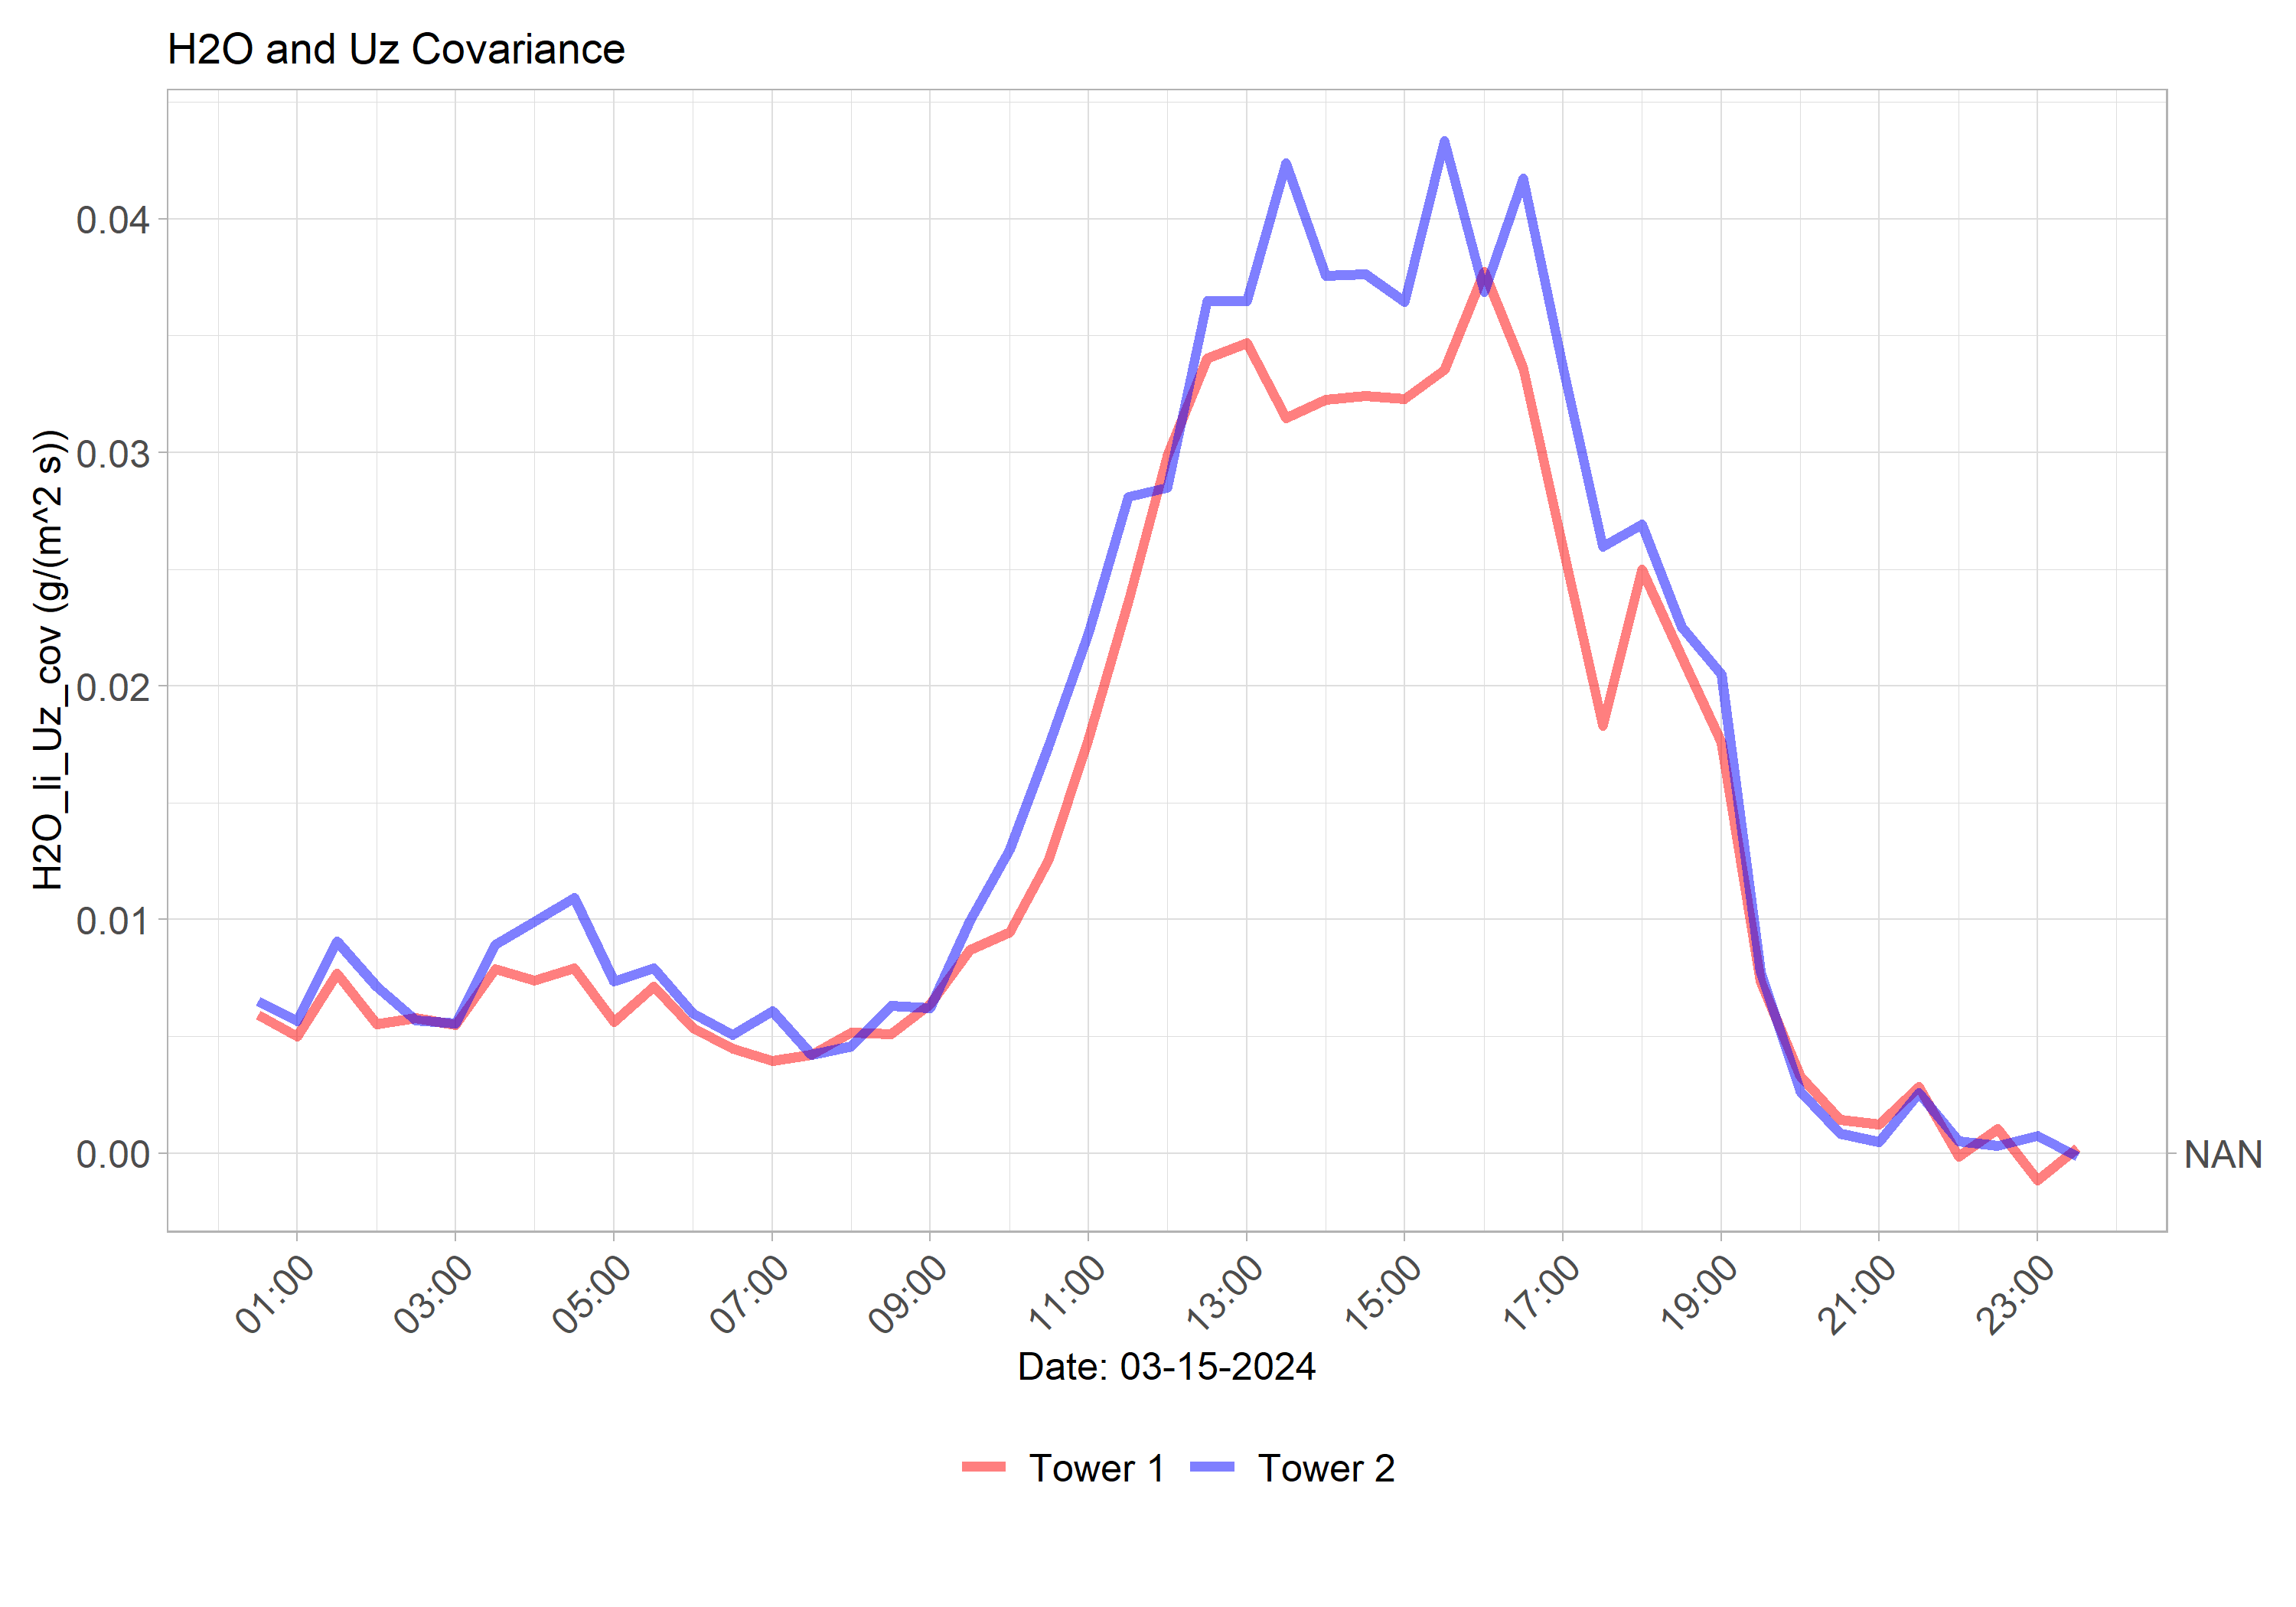 H2O and Uz Covariance
H2O_li_Uz_cov (g/(m^2 s))
0.04
0.03
0.02
0.01
0.00
NAN
01:00
03:00
05:00
07:00
09:00
11:00
13:00
15:00
17:00
19:00
21:00
23:00
Date: 03-15-2024
Tower 1
Tower 2